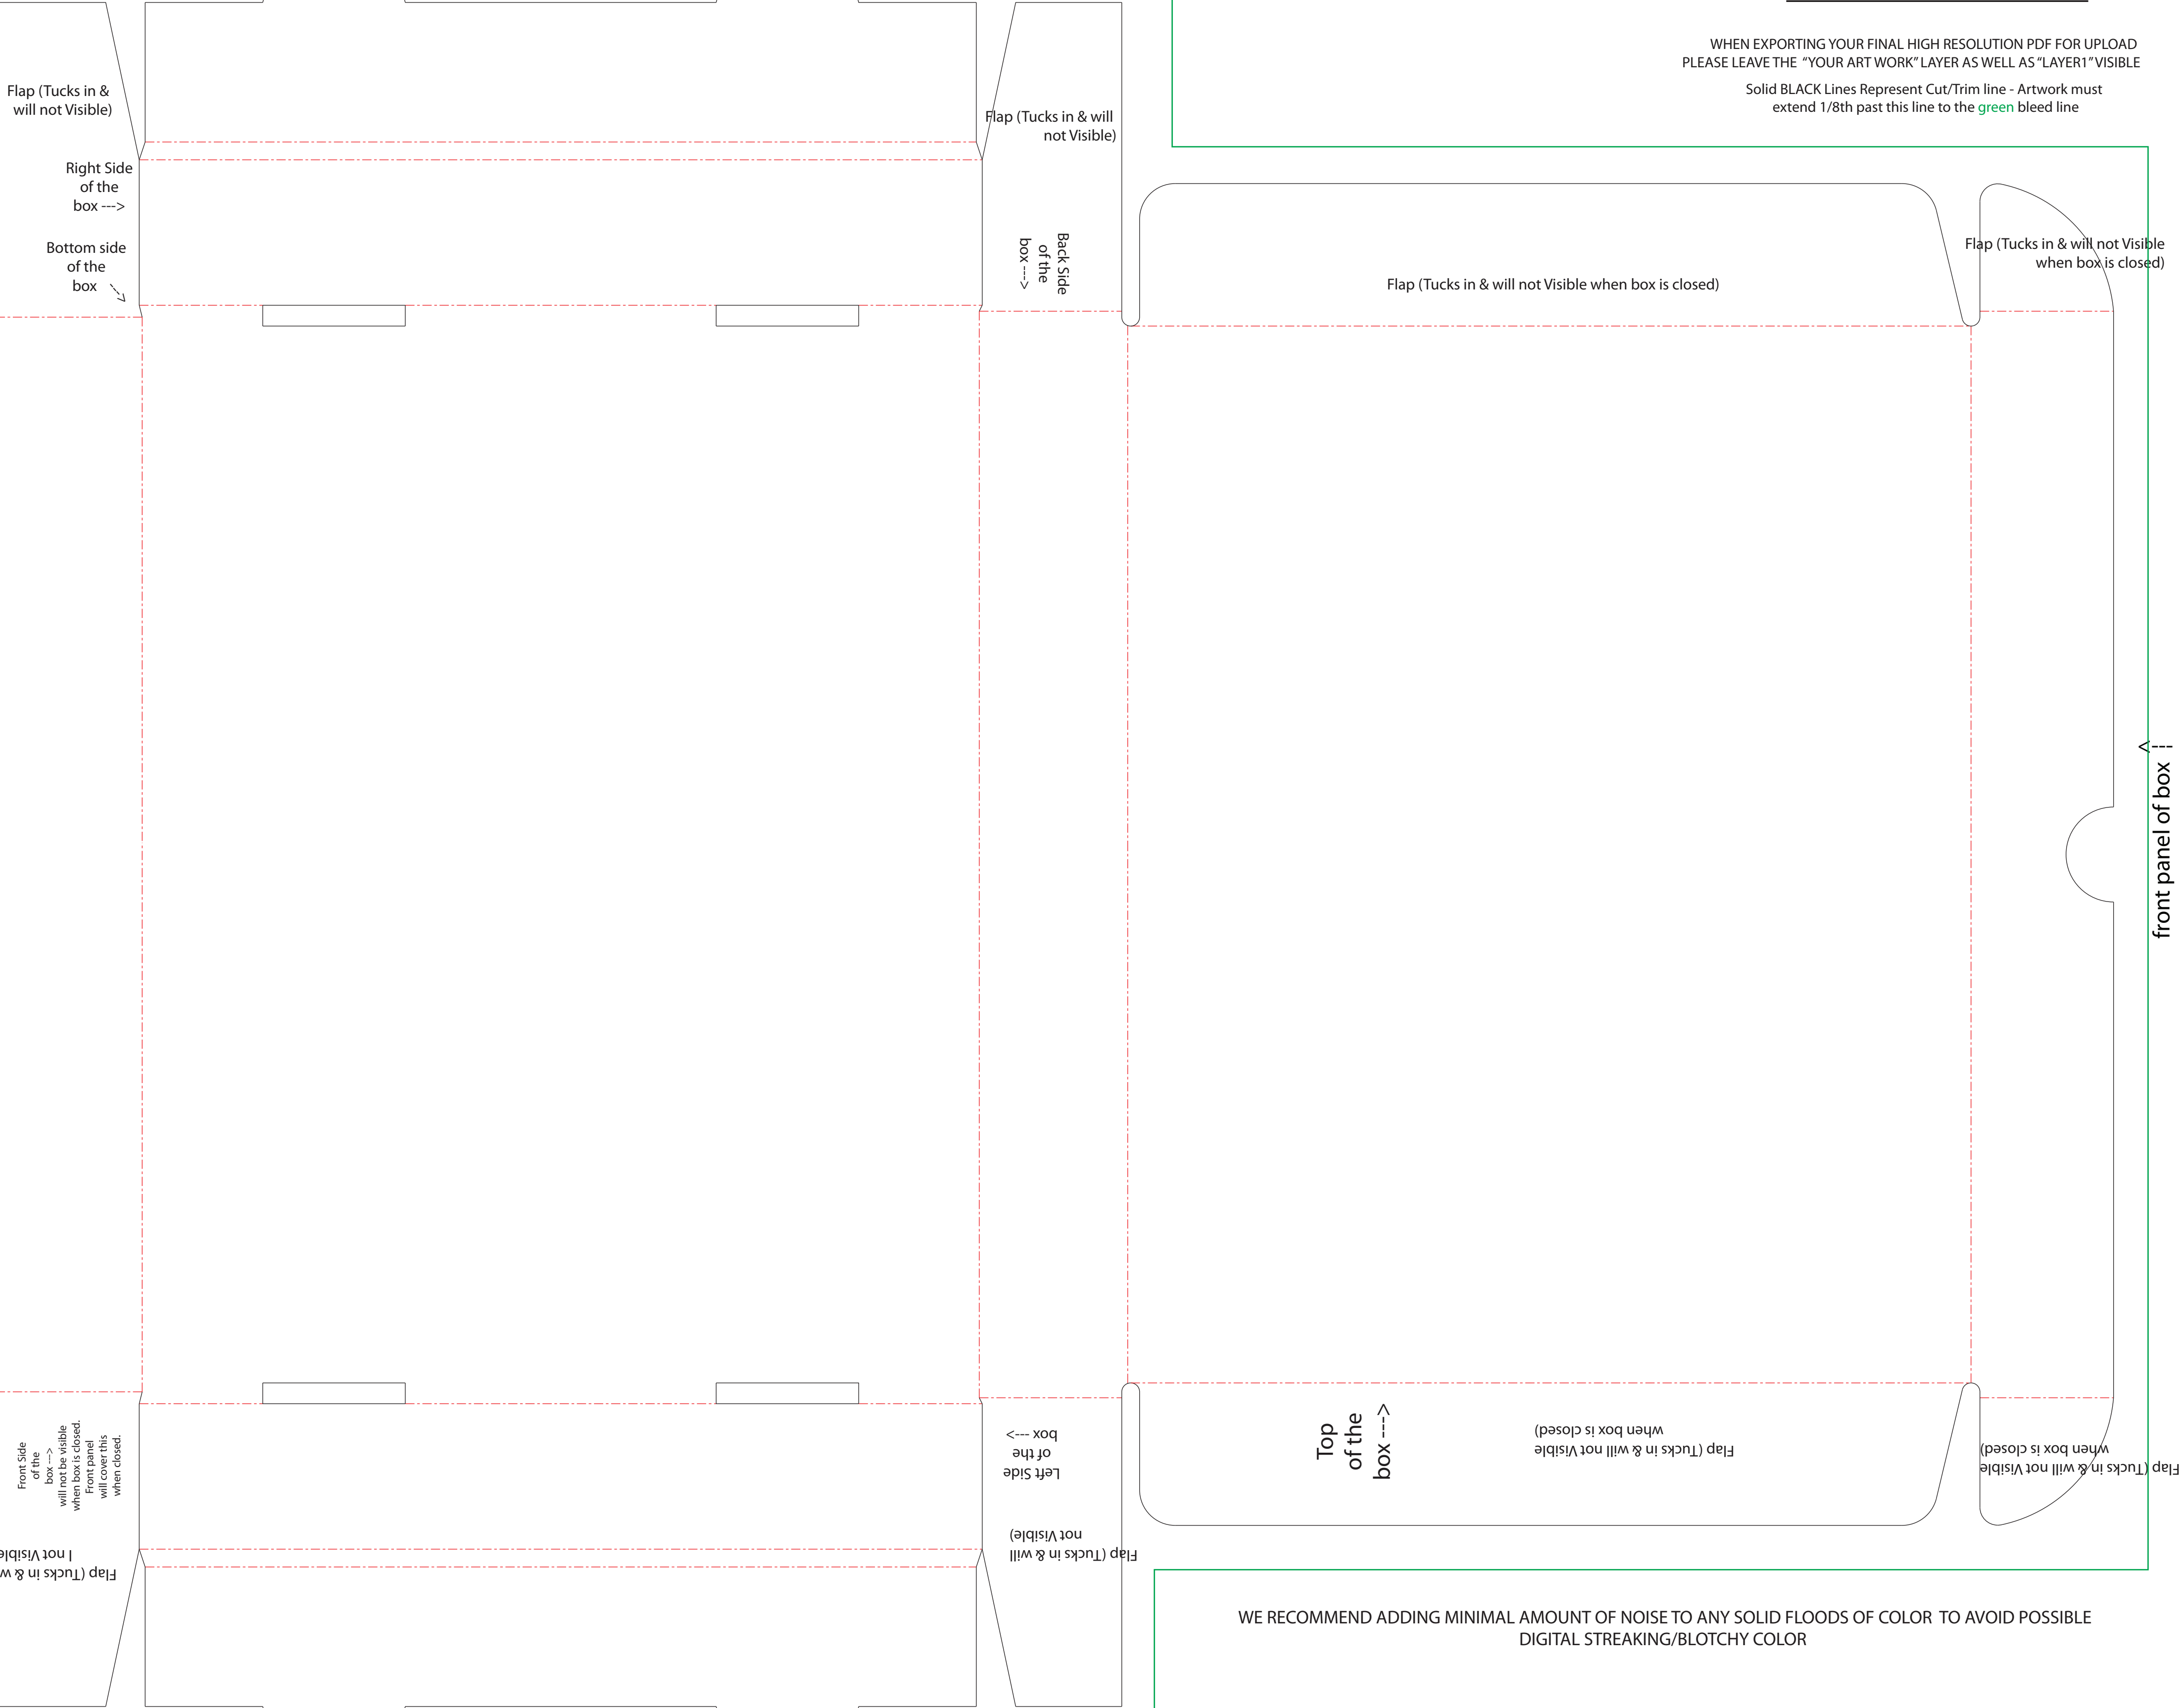 WHEN EXPORTING YOUR FINAL HIGH RESOLUTION PDF FOR UPLOAD
PLEASE LEAVE THE "YOUR ART WORK" LAYER AS WELL AS "LAYER1" VISIBLE
Solid BLACK Lines Represent Cut/Trim line - Artwork must
extend 1/8th past this line to the green bleed line
Flap (Tucks in &
will not Visible)
Flap (Tucks in & will
not Visible)
Right Side
of the
box --->
Bottom side
of the
box --->
Back Side
of the
box --->
Flap (Tucks in & will not Visible when box is closed)
Flap (Tucks in & will not Visible
when box is closed)
front panel of box --->
Front Side
of the
box --->
will not be visible
when box is closed.
Front panel
will cover this
when closed.
Left Side
of the
box --->
Top
of the
box ---->
Flap (Tucks in & will not Visible
when box is closed)
Flap (Tucks in & will not Visible
when box is closed)
Flap (Tucks in & w
l not Visible
Flap (Tucks in & will
not Visible)
WE RECOMMEND ADDING MINIMAL AMOUNT OF NOISE TO ANY SOLID FLOODS OF COLOR TO AVOID POSSIBLE
DIGITAL STREAKING/BLOTCHY COLOR